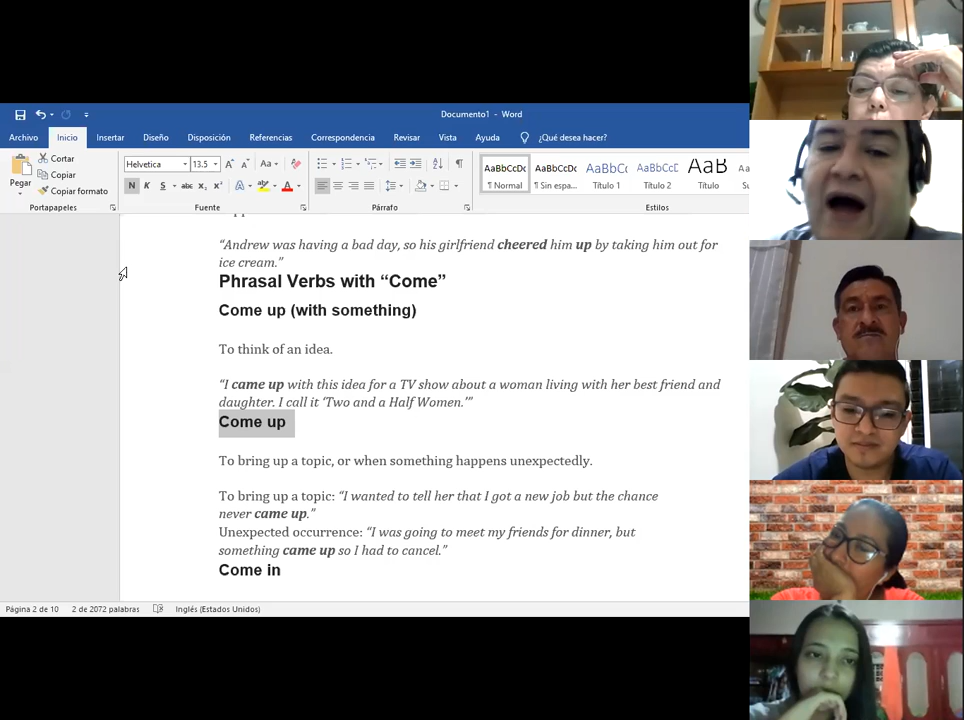 Documento1 - Word
Archivo Inicio Insertar Diseño Disposición Referencias Correspondencia Revisar Vista Ayuda ¿Qué desea hacer?
Pegar
Cortar
Copiar
Copiar formato
Portapapeles
Helvetica 13.5
N K S abc x₂ x²
Fuente
Párrafo
AaBbCcDc AaBbCcDc AaBbCc AaBbCcD AaB
¶ Normal ¶ Sin espa... Título 1 Título 2 Título
Estilos
“Andrew was having a bad day, so his girlfriend cheered him up by taking him out for
ice cream.”
Phrasal Verbs with “Come”
Come up (with something)
To think of an idea.
“I came up with this idea for a TV show about a woman living with her best friend and
daughter. I call it ‘Two and a Half Women.’”
Come up
To bring up a topic, or when something happens unexpectedly.
To bring up a topic: “I wanted to tell her that I got a new job but the chance
never came up.”
Unexpected occurrence: “I was going to meet my friends for dinner, but
something came up so I had to cancel.”
Come in
Página 2 de 10 2 de 2072 palabras Inglés (Estados Unidos)